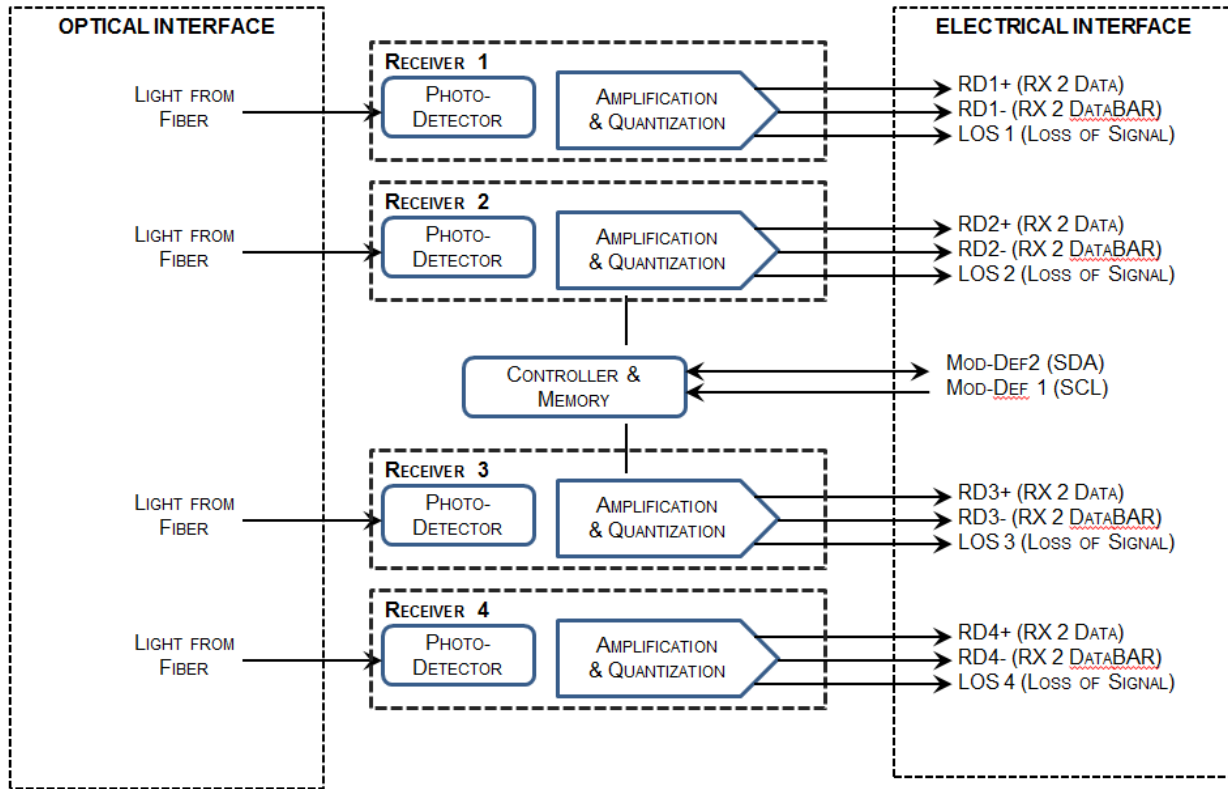 OPTICAL INTERFACE
ELECTRICAL INTERFACE
RECEIVER 1
LIGHT FROM
FIBER
PHOTO-
DETECTOR
AMPLIFICATION
& QUANTIZATION
RD1+ (RX 2 DATA)
RD1- (RX 2 DATABAR)
LOS 1 (LOSS OF SIGNAL)
RECEIVER 2
LIGHT FROM
FIBER
PHOTO-
DETECTOR
AMPLIFICATION
& QUANTIZATION
RD2+ (RX 2 DATA)
RD2- (RX 2 DATABAR)
LOS 2 (LOSS OF SIGNAL)
CONTROLLER &
MEMORY
MOD-DEF2 (SDA)
MOD-DEF 1 (SCL)
RECEIVER 3
LIGHT FROM
FIBER
PHOTO-
DETECTOR
AMPLIFICATION
& QUANTIZATION
RD3+ (RX 2 DATA)
RD3- (RX 2 DATABAR)
LOS 3 (LOSS OF SIGNAL)
RECEIVER 4
LIGHT FROM
FIBER
PHOTO-
DETECTOR
AMPLIFICATION
& QUANTIZATION
RD4+ (RX 2 DATA)
RD4- (RX 2 DATABAR)
LOS 4 (LOSS OF SIGNAL)